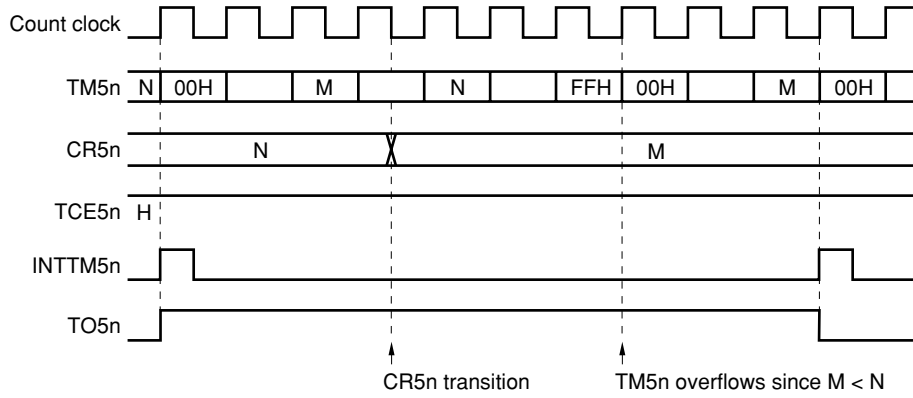 Count clock
TM5n N 00H M N FFH 00H M 00H
CR5n N M
TCE5n H
INTTM5n
TO5n
CR5n transition TM5n overflows since M < N